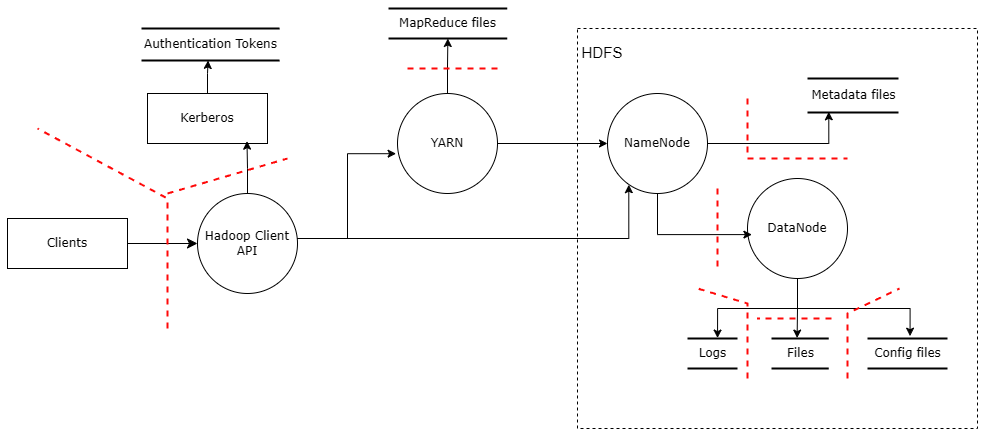 MapReduce files
Authentication Tokens
HDFS
Metadata files
Kerberos
YARN
NameNode
Clients
Hadoop Client
API
DataNode
Logs
Files
Config files